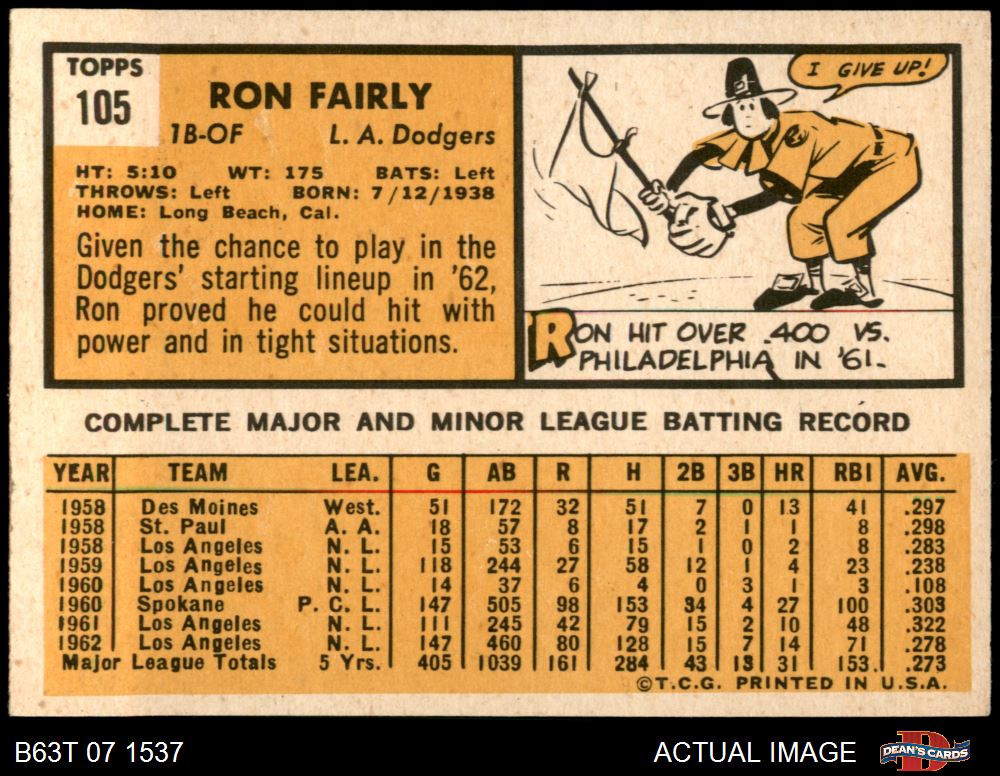 TOPPS
105
RON FAIRLY
1B-OF L. A. Dodgers
HT: 5:10 WT: 175 BATS: Left
THROWS: Left BORN: 7/12/1938
HOME: Long Beach, Cal.
Given the chance to play in the
Dodgers' starting lineup in '62,
Ron proved he could hit with
power and in tight situations.
I GIVE UP!
RON HIT OVER .400 VS.
PHILADELPHIA IN '61.
COMPLETE MAJOR AND MINOR LEAGUE BATTING RECORD
YEAR TEAM LEA. G AB R H 2B 3B HR RBI AVG.
1958 Des Moines West. 51 172 32 51 7 0 13 41 .297
1958 St. Paul A. A. 18 57 8 17 2 1 1 8 .298
1958 Los Angeles N. L. 15 53 6 15 1 0 2 8 .283
1959 Los Angeles N. L. 118 244 27 58 12 1 4 23 .238
1960 Los Angeles N. L. 14 37 6 4 0 3 1 3 .108
1960 Spokane P. C. L. 147 505 98 153 34 4 27 100 .303
1961 Los Angeles N. L. 111 245 42 79 15 2 10 48 .322
1962 Los Angeles N. L. 147 460 80 128 15 7 14 71 .278
Major League Totals 5 Yrs. 405 1039 161 284 43 13 31 153 .273
©T.C.G. PRINTED IN U.S.A.
B63T 07 1537 ACTUAL IMAGE D DEAN'S CARDS